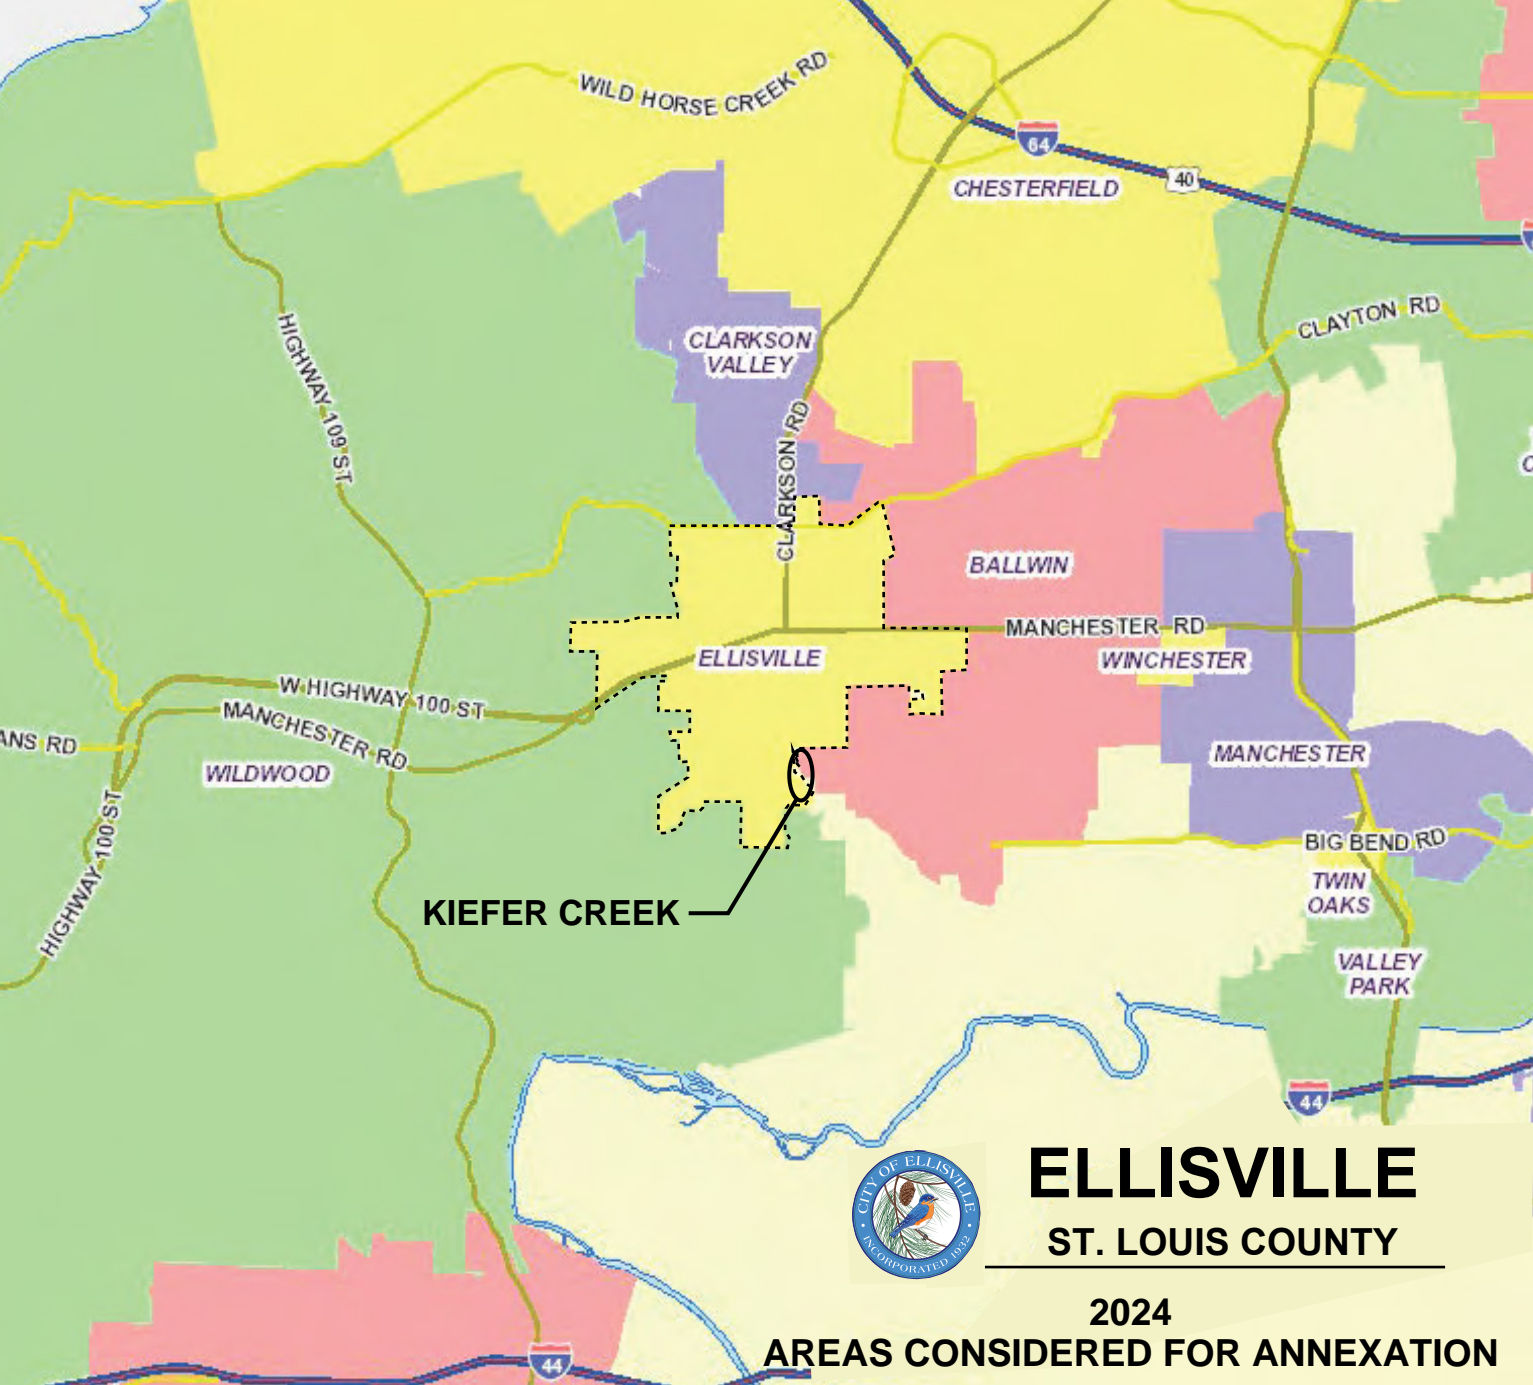 WILD HORSE CREEK RD
64
40
CHESTERFIELD
CLAYTON RD
HIGHWAY 109 ST
CLARKSON
VALLEY
CLARKSON RD
BALLWIN
MANCHESTER RD
ELLISVILLE
WINCHESTER
W HIGHWAY 100 ST
MANCHESTER RD
ANS RD
WILDWOOD
MANCHESTER
HIGHWAY 100 ST
BIG BEND RD
TWIN
OAKS
KIEFER CREEK
VALLEY
PARK
44
CITY OF ELLISVILLE
INCORPORATED 1932
ELLISVILLE
ST. LOUIS COUNTY
2024
AREAS CONSIDERED FOR ANNEXATION
44